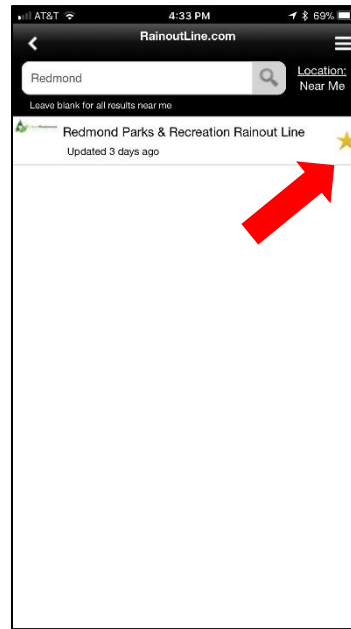 AT&T 4:33 PM 69%
RainoutLine.com
Redmond
Location:
Near Me
Leave blank for all results near me
Redmond Parks & Recreation Rainout Line
Updated 3 days ago